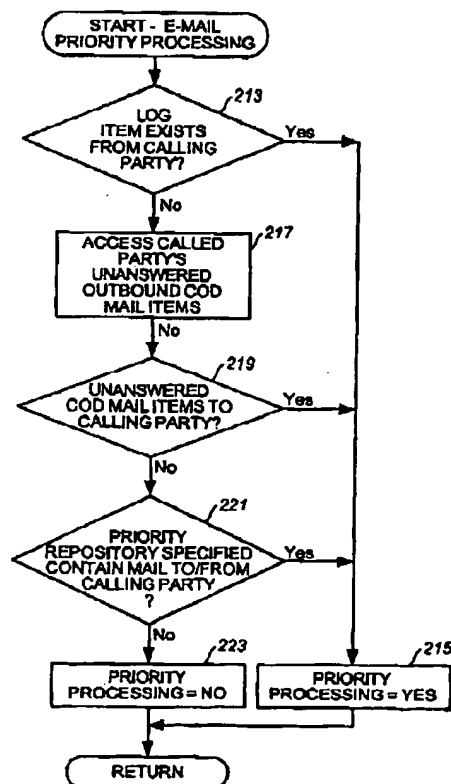 START - E-MAIL
PRIORITY PROCESSING
213
LOG
ITEM EXISTS
FROM CALLING
PARTY?
Yes
No
217
ACCESS CALLED
PARTY'S
UNANSWERED
OUTBOUND COD
MAIL ITEMS
No
219
UNANSWERED
COD MAIL ITEMS TO
CALLING PARTY?
Yes
No
221
PRIORITY
REPOSITORY SPECIFIED
CONTAIN MAIL TO/FROM
CALLING PARTY
?
Yes
No
223
PRIORITY
PROCESSING = NO
215
PRIORITY
PROCESSING = YES
RETURN